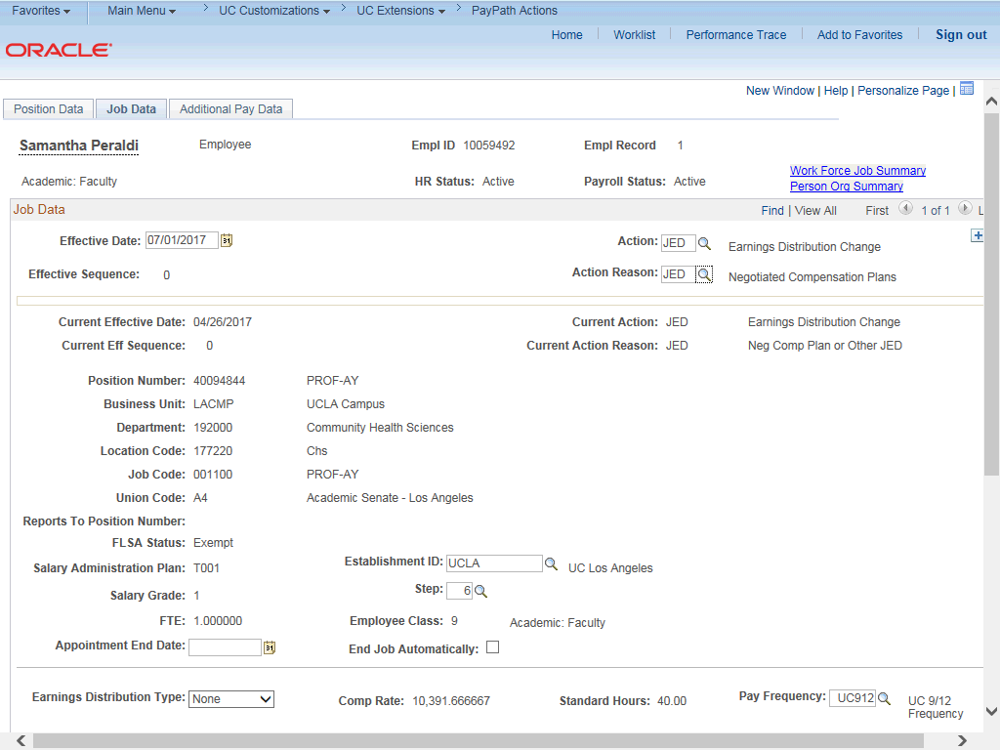 Favorites Main Menu > UC Customizations > UC Extensions > PayPath Actions
Home Worklist Performance Trace Add to Favorites Sign out
ORACLE
New Window | Help | Personalize Page |
Position Data Job Data Additional Pay Data
Samantha Peraldi Employee Empl ID 10059492 Empl Record 1
Academic: Faculty HR Status: Active Payroll Status: Active Work Force Job Summary
Person Org Summary
Job Data Find | View All First 1 of 1 L
Effective Date: 07/01/2017 31 Action: JED Earnings Distribution Change
Effective Sequence: 0 Action Reason: JED Negotiated Compensation Plans
Current Effective Date: 04/26/2017 Current Action: JED Earnings Distribution Change
Current Eff Sequence: 0 Current Action Reason: JED Neg Comp Plan or Other JED
Position Number: 40094844 PROF-AY
Business Unit: LACMP UCLA Campus
Department: 192000 Community Health Sciences
Location Code: 177220 Chs
Job Code: 001100 PROF-AY
Union Code: A4 Academic Senate - Los Angeles
Reports To Position Number:
FLSA Status: Exempt
Salary Administration Plan: T001 Establishment ID: UCLA UC Los Angeles
Salary Grade: 1 Step: 6
FTE: 1.000000 Employee Class: 9 Academic: Faculty
Appointment End Date: 31 End Job Automatically:
Earnings Distribution Type: None Comp Rate: 10,391.666667 Standard Hours: 40.00 Pay Frequency: UC912 UC 9/12
Frequency